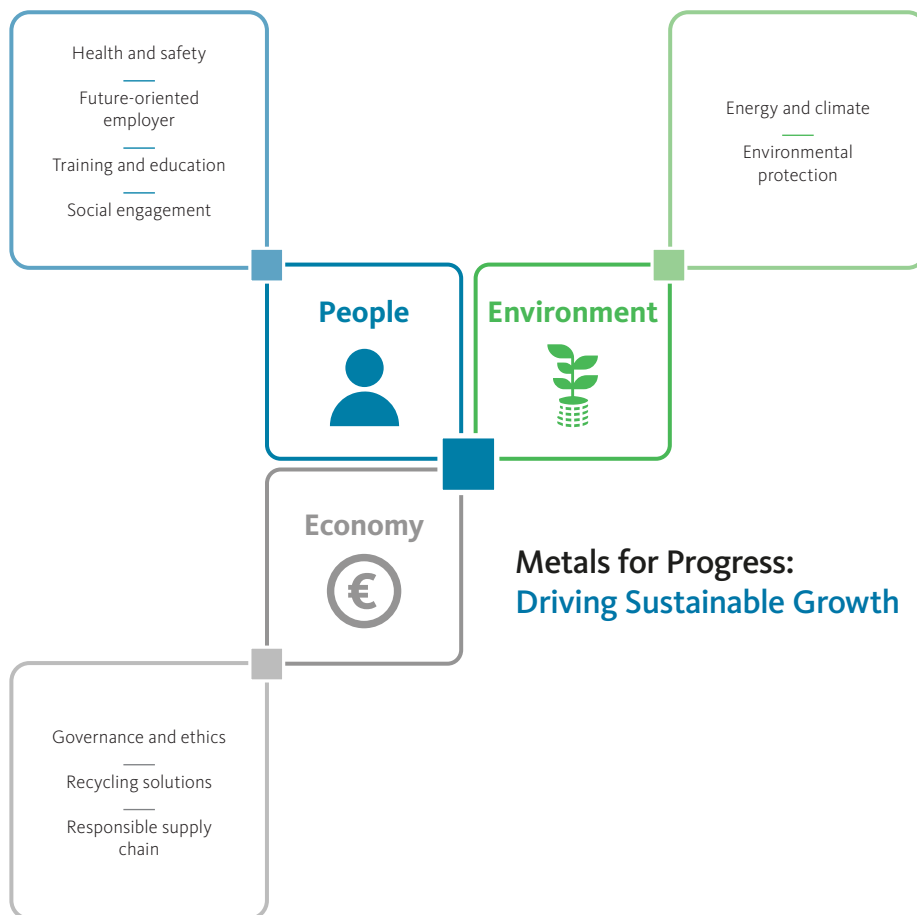 Health and safety
Future-oriented
employer
Training and education
Social engagement
Energy and climate
Environmental
protection
People
Environment
Economy
€
Metals for Progress:
Driving Sustainable Growth
Governance and ethics
Recycling solutions
Responsible supply
chain